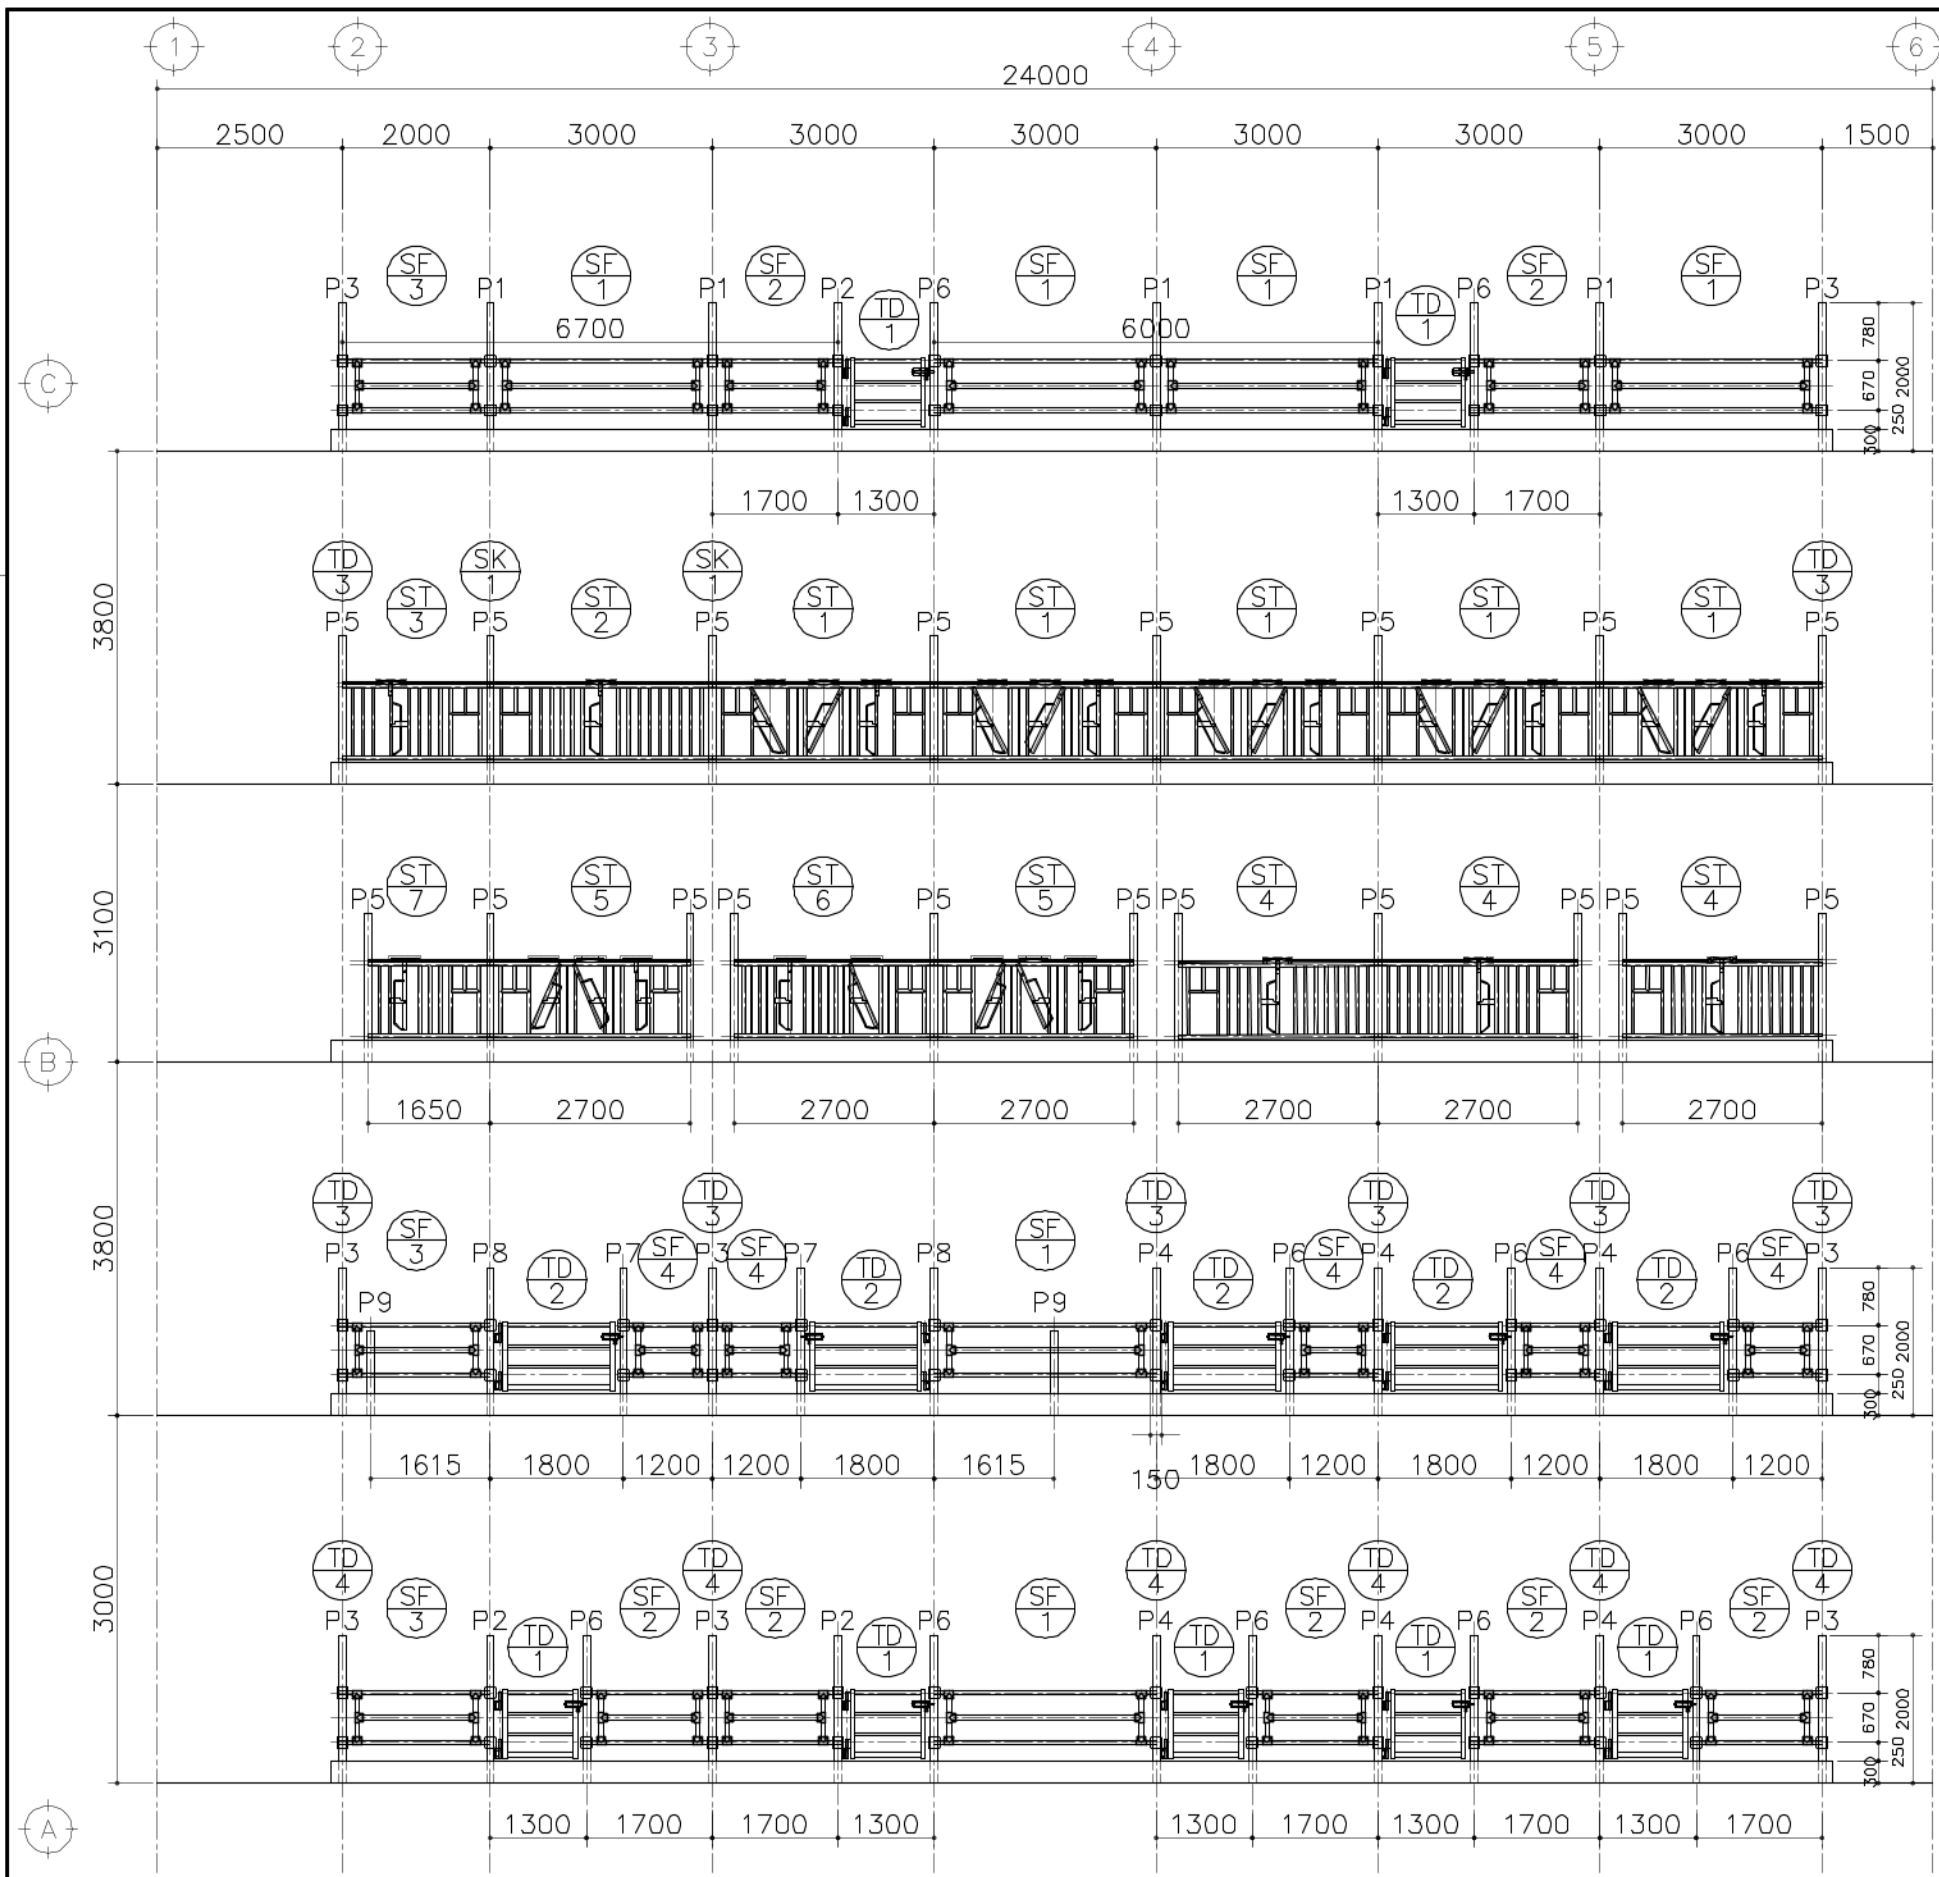 1 2 3 4 5 6
24000
2500 2000 3000 3000 3000 3000 3000 3000 1500
SF SF SF SF SF SF SF
3 1 2 1 1 2 1
P3 P1 P1 P2 TD P6 P1 P1 TD P6 P1 P3
1 1
6700 6000
780
670
250
300
2000
C
1700 1300 1300 1700
TD SK SK TD
3 1 1 3
ST ST ST ST ST ST ST
3 2 1 1 1 1 1
P5 P5 P5 P5 P5 P5 P5 P5
3800
ST ST ST ST ST ST ST
7 5 6 5 4 4 4
P5 P5 P5 P5 P5 P5 P5 P5 P5 P5 P5
3100
B
1650 2700 2700 2700 2700 2700 2700
TD TD TD TD TD TD
3 3 3 3 3 3
SF SF SF SF SF SF SF
3 4 4 1 4 4 4
P3 P8 P7 P3 P7 P8 P4 P6 P4 P6 P4 P6 P3
TD TD TD TD TD
2 2 2 2 2
P9 P9
780
670
250
300
2000
3800
1615 1800 1200 1200 1800 1615 150 1800 1200 1800 1200 1800 1200
TD TD TD TD TD TD
4 4 4 4 4 4
SF SF SF SF SF SF SF
3 2 2 1 2 2 2
P3 P2 P6 P3 P2 P6 P4 P6 P4 P6 P4 P6 P3
TD TD TD TD TD
1 1 1 1 1
780
670
250
300
2000
3000
A
1300 1700 1700 1300 1300 1700 1300 1700 1300 1700